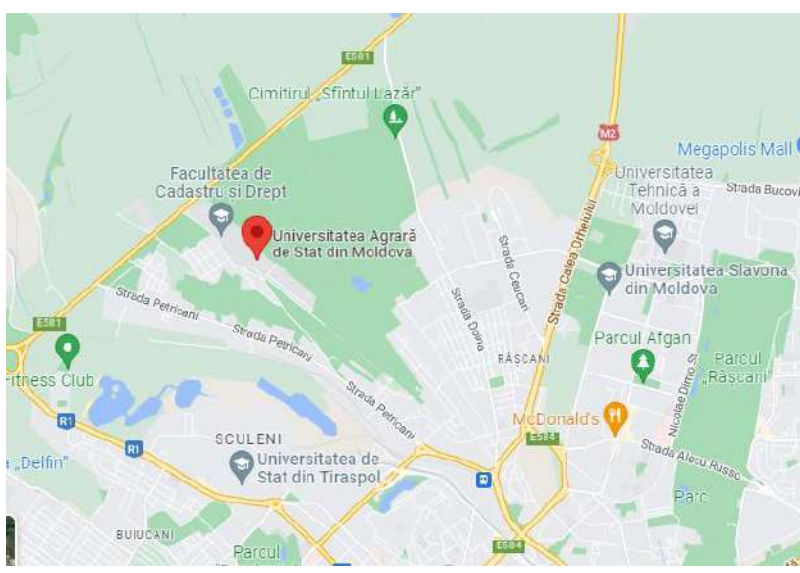 E581
Cimitirul „Sfîntul Lazăr”
M2
Megapolis Mall
Facultatea de
Cadastru si Drept
Universitatea
Tehnică a
Moldovei
Strada Bucovi
Universitatea Agrară
de Stat din Moldova
Strada Calea Orheiului
Strada Ceucari
Universitatea Slavona
din Moldova
Strada Petricani
Strada Doina
E581
Strada Petricani
Parcul Afgan
Parcul
„Râșcani”
RÂȘCANI
Fitness Club
Nicolae Dimo St
Strada Petricani
McDonald's
R1
R1
SCULENI
E584
Strada Alecu Russo
a „Delfin”
Universitatea de
Stat din Tiraspol
Parc
BUIUCANI
E584
Parcul